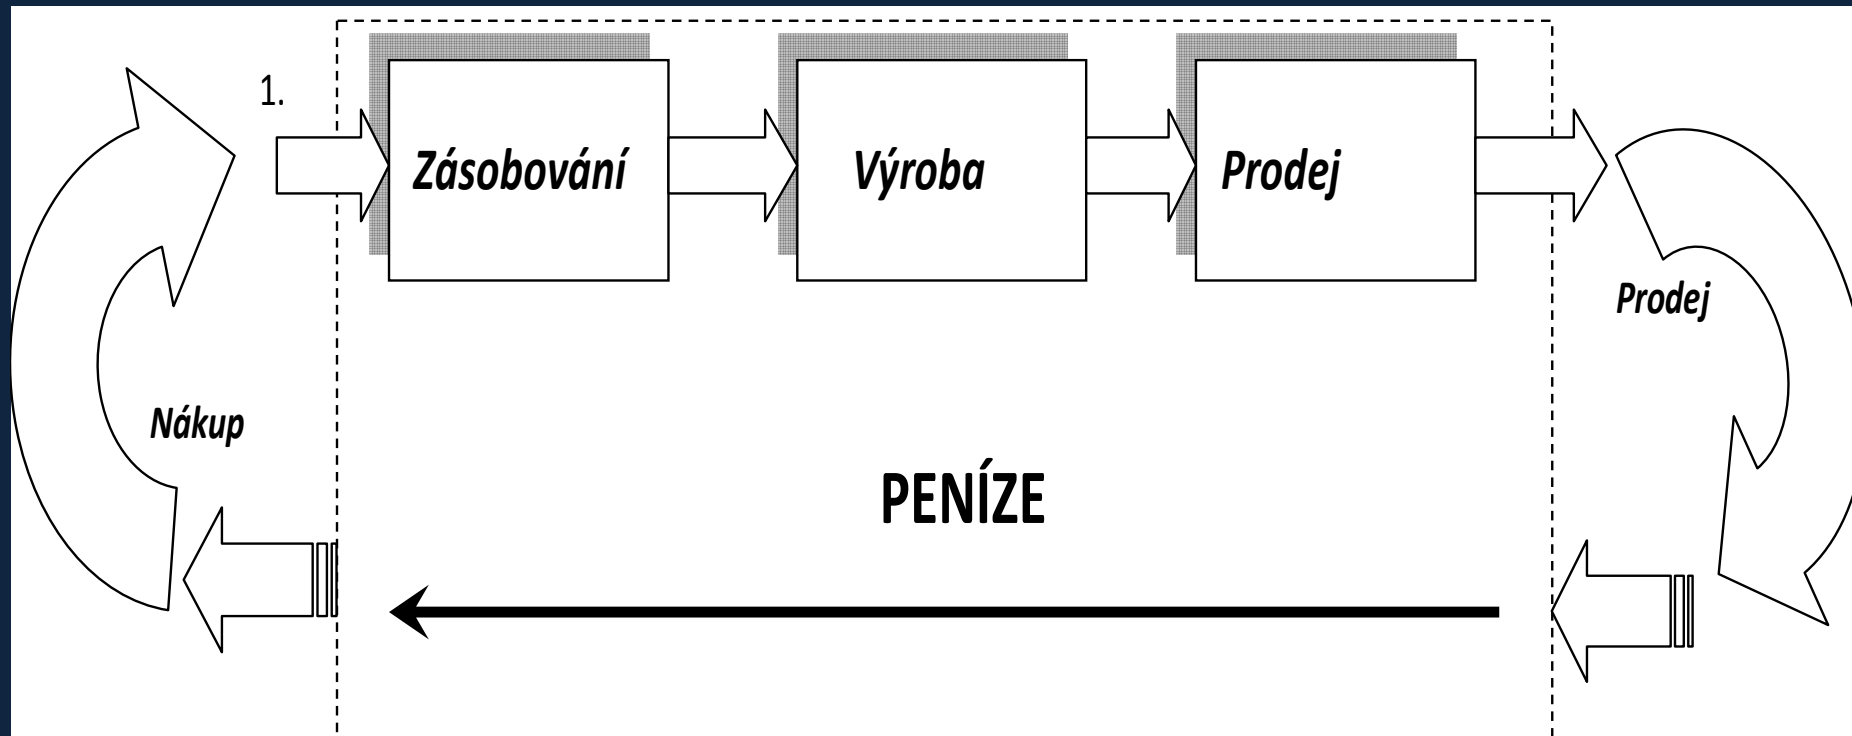 1.
Zásobování
Výroba
Prodej
Prodej
Nákup
PENÍZE